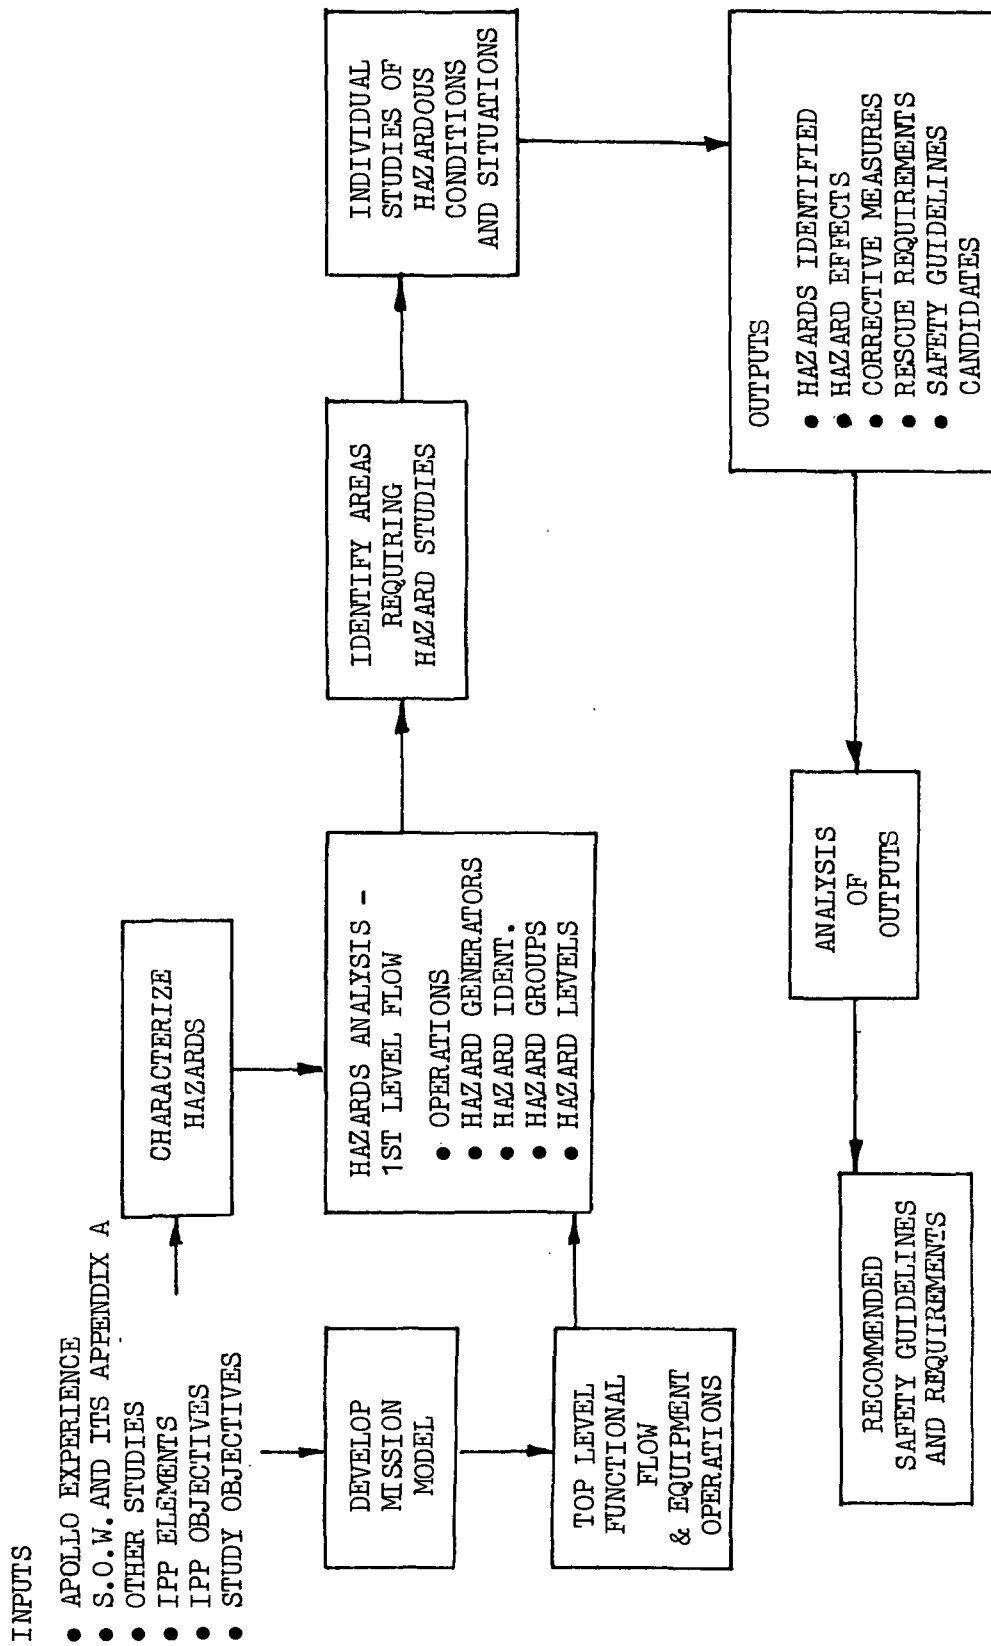 INPUTS
● APOLLO EXPERIENCE
● S.O.W. AND ITS APPENDIX A
● OTHER STUDIES
● IPP ELEMENTS
● IPP OBJECTIVES
● STUDY OBJECTIVES
CHARACTERIZE
HAZARDS
DEVELOP
MISSION
MODEL
TOP LEVEL
FUNCTIONAL
FLOW
& EQUIPMENT
OPERATIONS
HAZARDS ANALYSIS -
1ST LEVEL FLOW
● OPERATIONS
● HAZARD GENERATORS
● HAZARD IDENT.
● HAZARD GROUPS
● HAZARD LEVELS
IDENTIFY AREAS
REQUIRING
HAZARD STUDIES
INDIVIDUAL
STUDIES OF
HAZARDOUS
CONDITIONS
AND SITUATIONS
OUTPUTS
● HAZARDS IDENTIFIED
● HAZARD EFFECTS
● CORRECTIVE MEASURES
● RESCUE REQUIREMENTS
● SAFETY GUIDELINES
CANDIDATES
ANALYSIS
OF
OUTPUTS
RECOMMENDED
SAFETY GUIDELINES
AND REQUIREMENTS